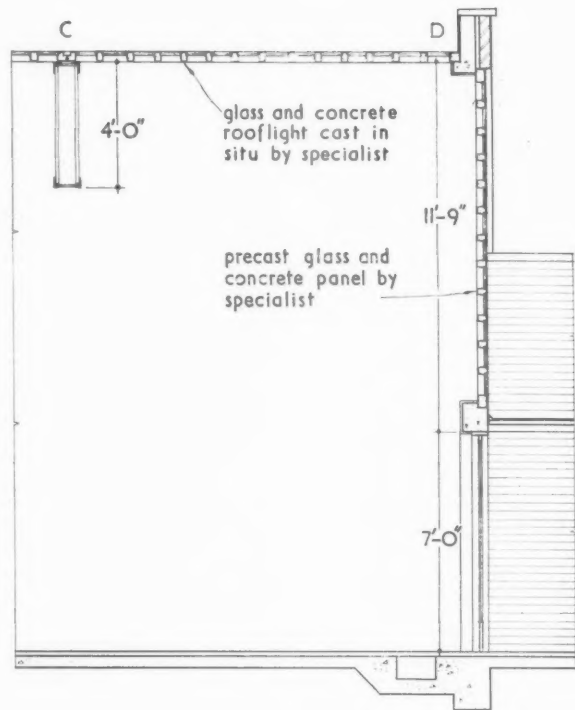 C
D
4'-0"
glass and concrete
rooflight cast in
situ by specialist
11'-9"
precast glass and
concrete panel by
specialist
7'-0"